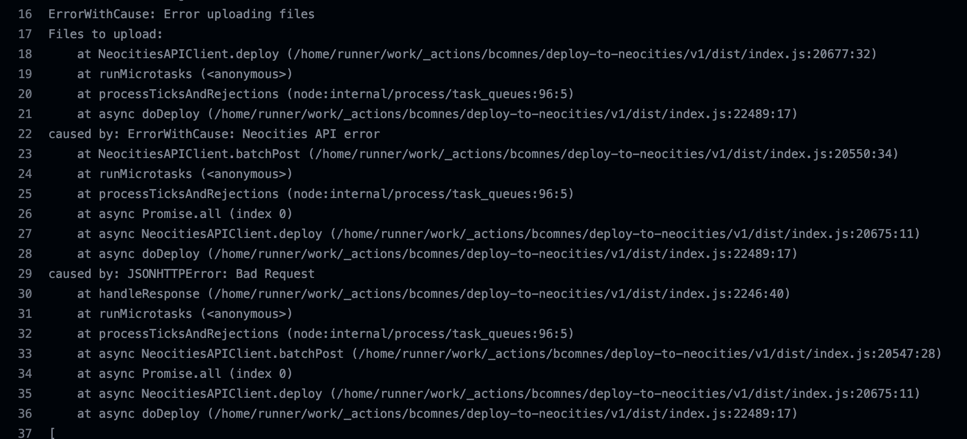 16 ErrorWithCause: Error uploading files
17 Files to upload:
18 at NeocitiesAPIClient.deploy (/home/runner/work/_actions/bcomnes/deploy-to-neocities/v1/dist/index.js:20677:32)
19 at runMicrotasks (<anonymous>)
20 at processTicksAndRejections (node:internal/process/task_queues:96:5)
21 at async doDeploy (/home/runner/work/_actions/bcomnes/deploy-to-neocities/v1/dist/index.js:22489:17)
22 caused by: ErrorWithCause: Neocities API error
23 at NeocitiesAPIClient.batchPost (/home/runner/work/_actions/bcomnes/deploy-to-neocities/v1/dist/index.js:20550:34)
24 at runMicrotasks (<anonymous>)
25 at processTicksAndRejections (node:internal/process/task_queues:96:5)
26 at async Promise.all (index 0)
27 at async NeocitiesAPIClient.deploy (/home/runner/work/_actions/bcomnes/deploy-to-neocities/v1/dist/index.js:20675:11)
28 at async doDeploy (/home/runner/work/_actions/bcomnes/deploy-to-neocities/v1/dist/index.js:22489:17)
29 caused by: JSONHTTPError: Bad Request
30 at handleResponse (/home/runner/work/_actions/bcomnes/deploy-to-neocities/v1/dist/index.js:2246:40)
31 at runMicrotasks (<anonymous>)
32 at processTicksAndRejections (node:internal/process/task_queues:96:5)
33 at async NeocitiesAPIClient.batchPost (/home/runner/work/_actions/bcomnes/deploy-to-neocities/v1/dist/index.js:20547:28)
34 at async Promise.all (index 0)
35 at async NeocitiesAPIClient.deploy (/home/runner/work/_actions/bcomnes/deploy-to-neocities/v1/dist/index.js:20675:11)
36 at async doDeploy (/home/runner/work/_actions/bcomnes/deploy-to-neocities/v1/dist/index.js:22489:17)
37 [